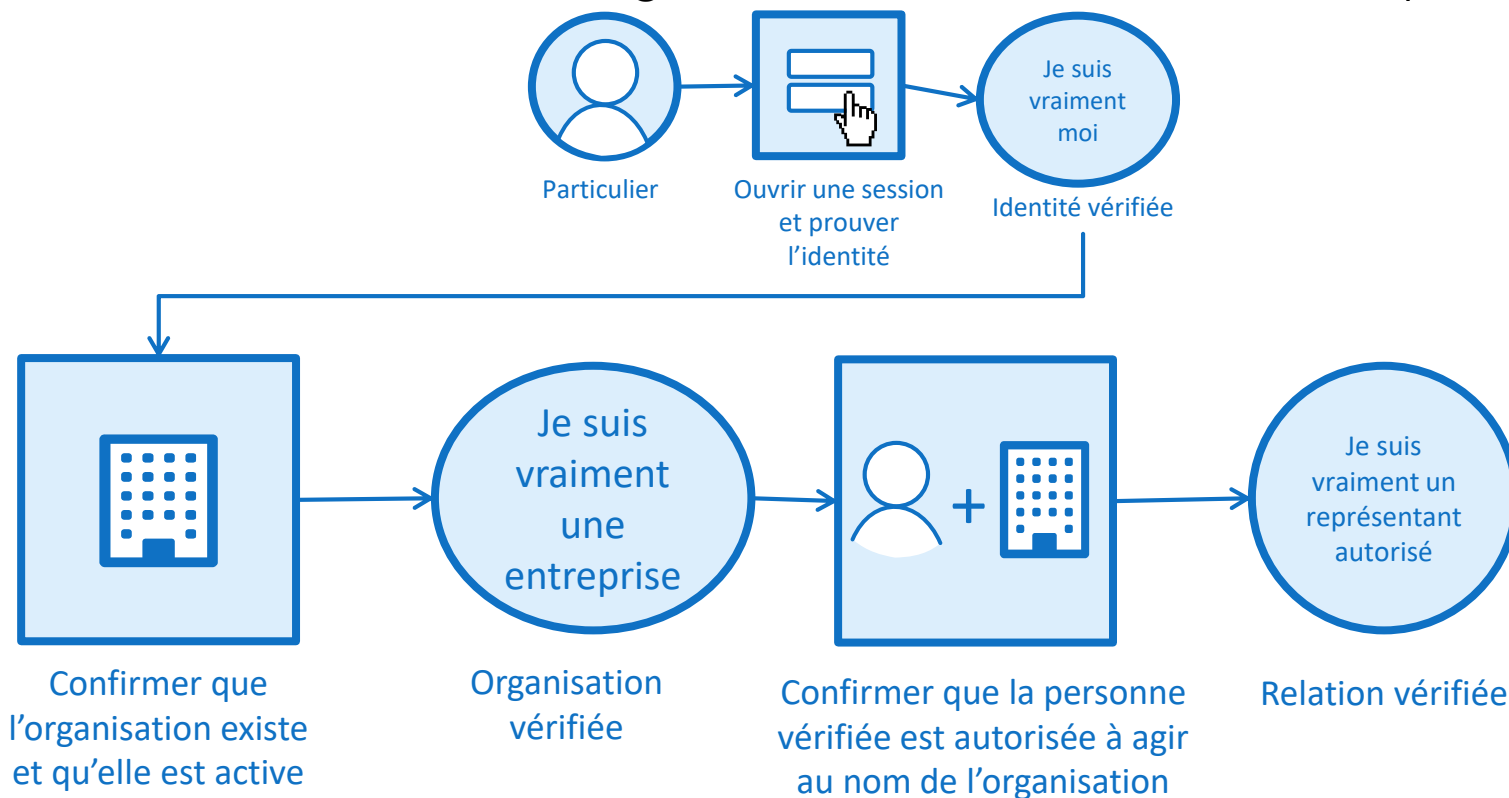 Je suis
vraiment
moi
Particulier
Ouvrir une session
et prouver
l’identité
Identité vérifiée
Je suis
vraiment
une
entreprise
Je suis
vraiment un
représentant
autorisé
Confirmer que
l’organisation existe
et qu’elle est active
Organisation
vérifiée
Confirmer que la personne
vérifiée est autorisée à agir
au nom de l’organisation
Relation vérifiée